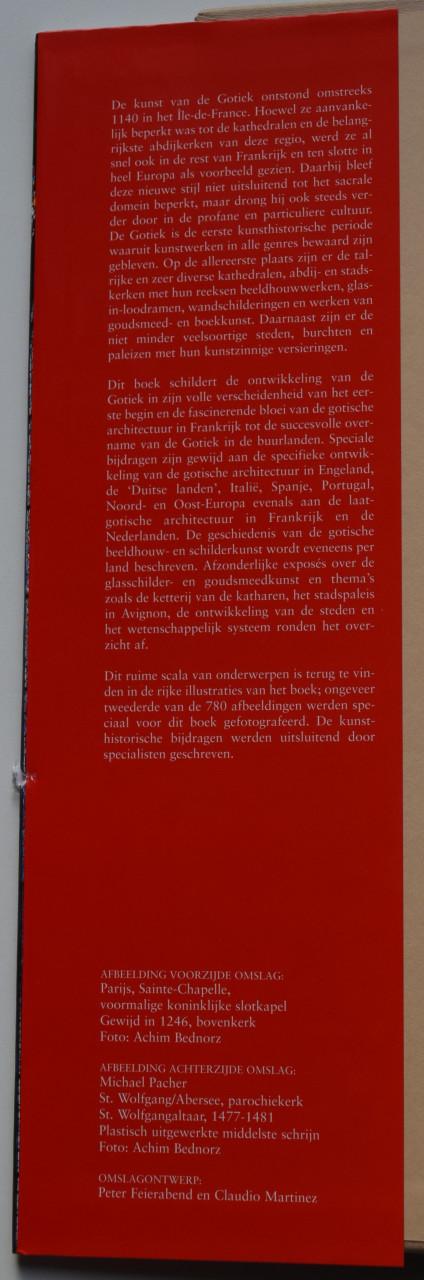 De kunst van de Gotiek ontstond omstreeks
1140 in het Île-de-France. Hoewel ze aanvanke-
lijk beperkt was tot de kathedralen en de belang-
rijkste abdijkerken van deze regio, werd ze al
snel ook in de rest van Frankrijk en ten slotte in
heel Europa als voorbeeld gezien. Daarbij bleef
deze nieuwe stijl niet uitsluitend tot het sacrale
domein beperkt, maar drong hij ook steeds ver-
der door in de profane en particuliere cultuur.
De Gotiek is de eerste kunsthistorische periode
waaruit kunstwerken in alle genres bewaard zijn
gebleven. Op de allereerste plaats zijn er de tal-
rijke en zeer diverse kathedralen, abdij- en stads-
kerken met hun reeksen beeldhouwwerken, glas-
in-loodramen, wandschilderingen en werken van
goudsmeed- en boekkunst. Daarnaast zijn er de
niet minder veelsoortige steden, burchten en
paleizen met hun kunstzinnige versieringen.
Dit boek schildert de ontwikkeling van de
Gotiek in zijn volle verscheidenheid van het eer-
ste begin en de fascinerende bloei van de gotische
architectuur in Frankrijk tot de succesvolle over-
name van de Gotiek in de buurlanden. Speciale
bijdragen zijn gewijd aan de specifieke ontwik-
keling van de gotische architectuur in Engeland,
de ‘Duitse landen’, Italië, Spanje, Portugal,
Noord- en Oost-Europa evenals aan de laat-
gotische architectuur in Frankrijk en de
Nederlanden. De geschiedenis van de gotische
beeldhouw- en schilderkunst wordt eveneens per
land beschreven. Afzonderlijke exposés over de
glasschilder- en goudsmeedkunst en thema's
zoals de ketterij van de katharen, het stadspaleis
in Avignon, de ontwikkeling van de steden en
het wetenschappelijk systeem ronden het over-
zicht af.
Dit ruime scala van onderwerpen is terug te vin-
den in de rijke illustraties van het boek; ongeveer
tweederde van de 780 afbeeldingen werden spe-
ciaal voor dit boek gefotografeerd. De kunst-
historische bijdragen werden uitsluitend door
specialisten geschreven.
AFBEELDING VOORZIJDE OMSLAG:
Parijs, Sainte-Chapelle,
voormalige koninklijke slotkapel
Gewijd in 1246, bovenkerk
Foto: Achim Bednorz
AFBEELDING ACHTERZIJDE OMSLAG:
Michael Pacher
St. Wolfgang/Abersee, parochiekerk
St. Wolfgangaltaar, 1477-1481
Plastisch uitgewerkte middelste schrijn
Foto: Achim Bednorz
OMSLAGONTWERP:
Peter Feierabend en Claudio Martinez